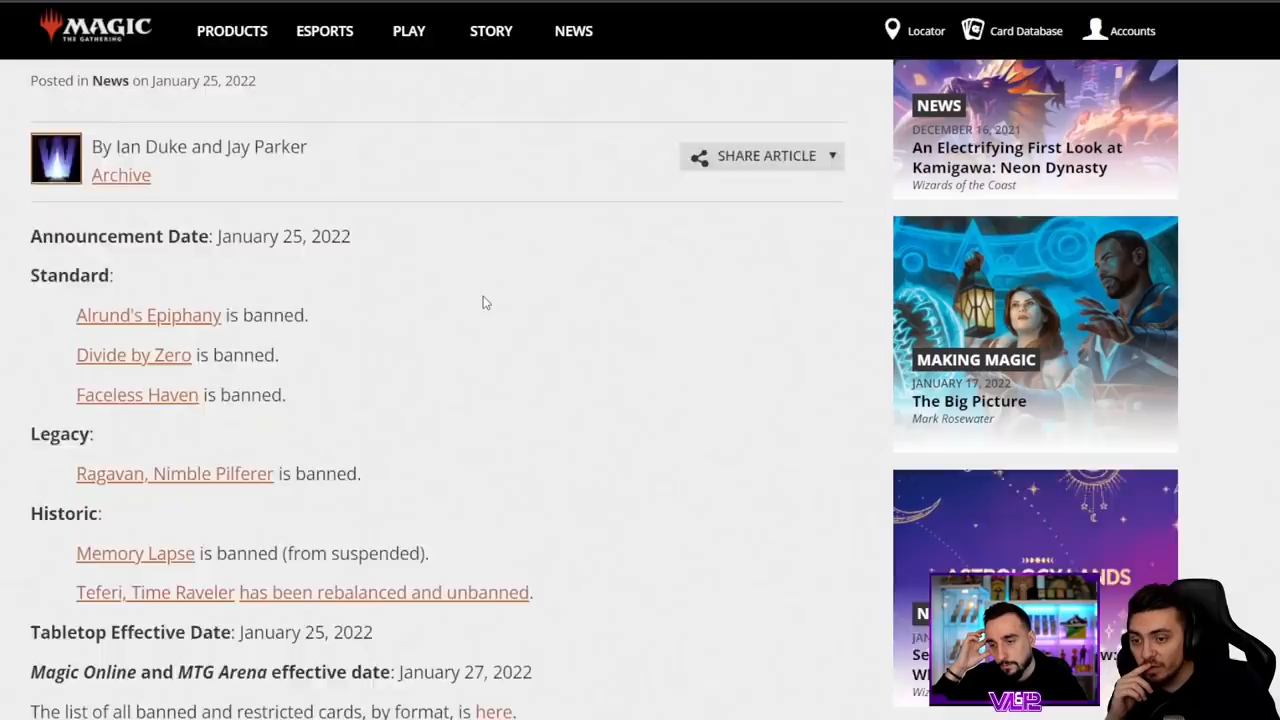 MAGIC
THE GATHERING
PRODUCTS ESPORTS PLAY STORY NEWS
Locator Card Database Accounts
Posted in News on January 25, 2022
By Ian Duke and Jay Parker
Archive
SHARE ARTICLE
Announcement Date: January 25, 2022
Standard:
Alrund's Epiphany is banned.
Divide by Zero is banned.
Faceless Haven is banned.
Legacy:
Ragavan, Nimble Pilferer is banned.
Historic:
Memory Lapse is banned (from suspended).
Teferi, Time Raveler has been rebalanced and unbanned.
Tabletop Effective Date: January 25, 2022
Magic Online and MTG Arena effective date: January 27, 2022
The list of all banned and restricted cards, by format, is here.
NEWS
DECEMBER 16, 2021
An Electrifying First Look at
Kamigawa: Neon Dynasty
Wizards of the Coast
MAKING MAGIC
JANUARY 17, 2022
The Big Picture
Mark Rosewater
LANDS